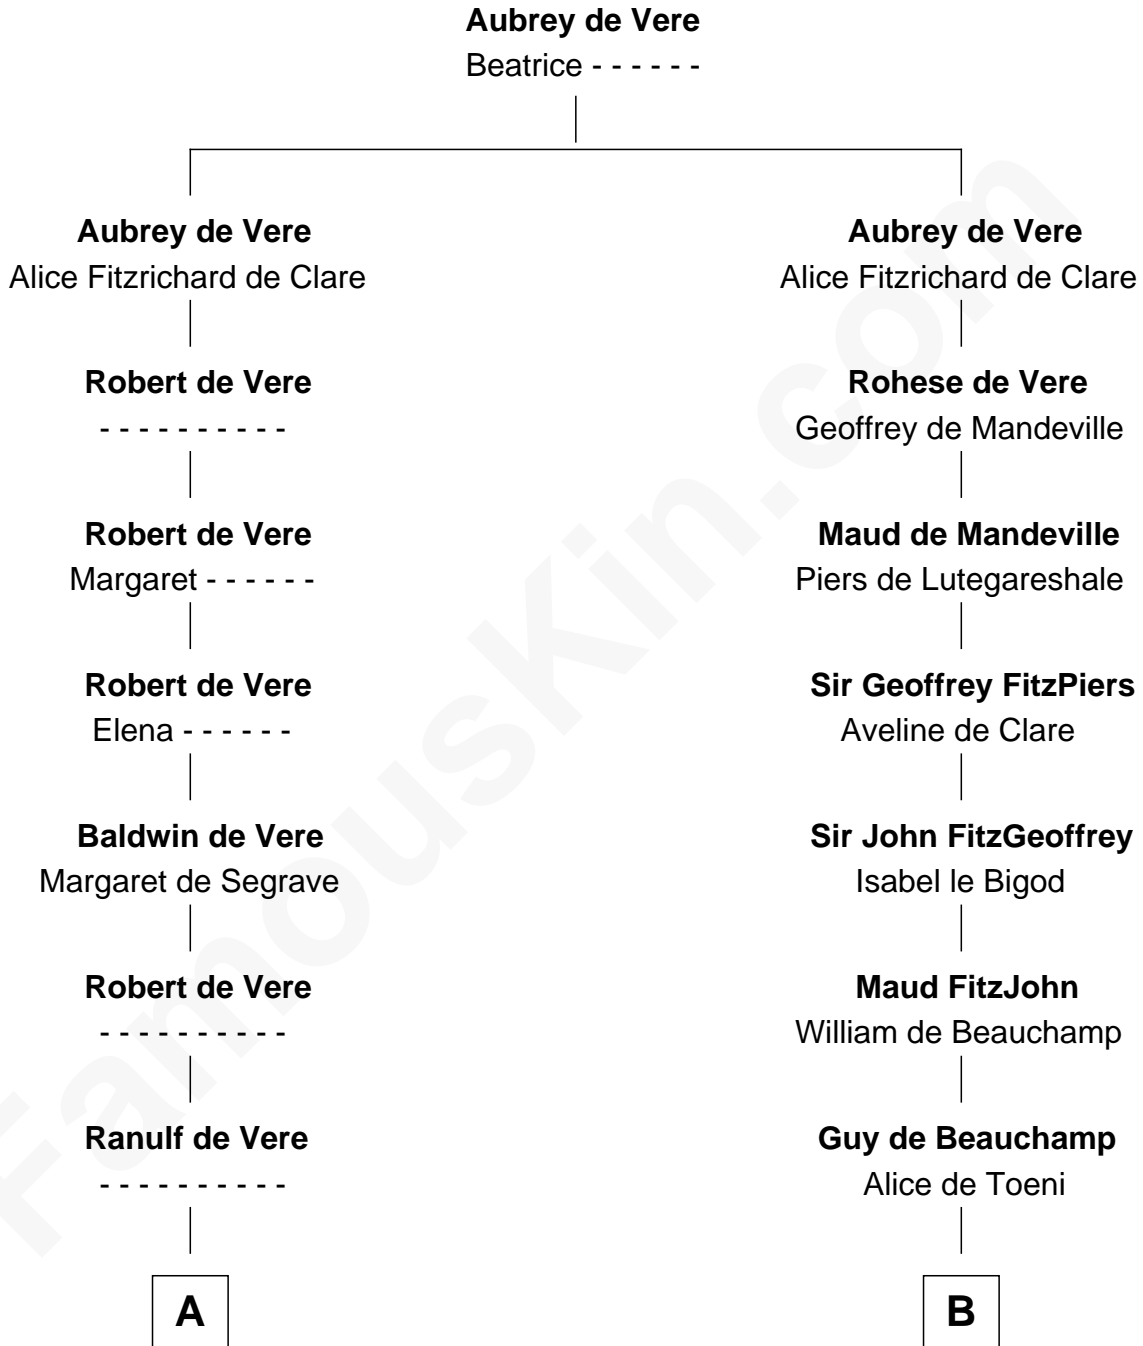 Aubrey de Vere
Beatrice - - - - - -
Aubrey de Vere
Alice Fitzrichard de Clare
Robert de Vere
- - - - - - - - - -
Robert de Vere
Margaret - - - - - -
Robert de Vere
Elena - - - - - -
Baldwin de Vere
Margaret de Segrave
Robert de Vere
- - - - - - - - - -
Ranulf de Vere
- - - - - - - - - -
A
Aubrey de Vere
Alice Fitzrichard de Clare
Rohese de Vere
Geoffrey de Mandeville
Maud de Mandeville
Piers de Lutegareshale
Sir Geoffrey FitzPiers
Aveline de Clare
Sir John FitzGeoffrey
Isabel le Bigod
Maud FitzJohn
William de Beauchamp
Guy de Beauchamp
Alice de Toeni
B
FamousKin.com